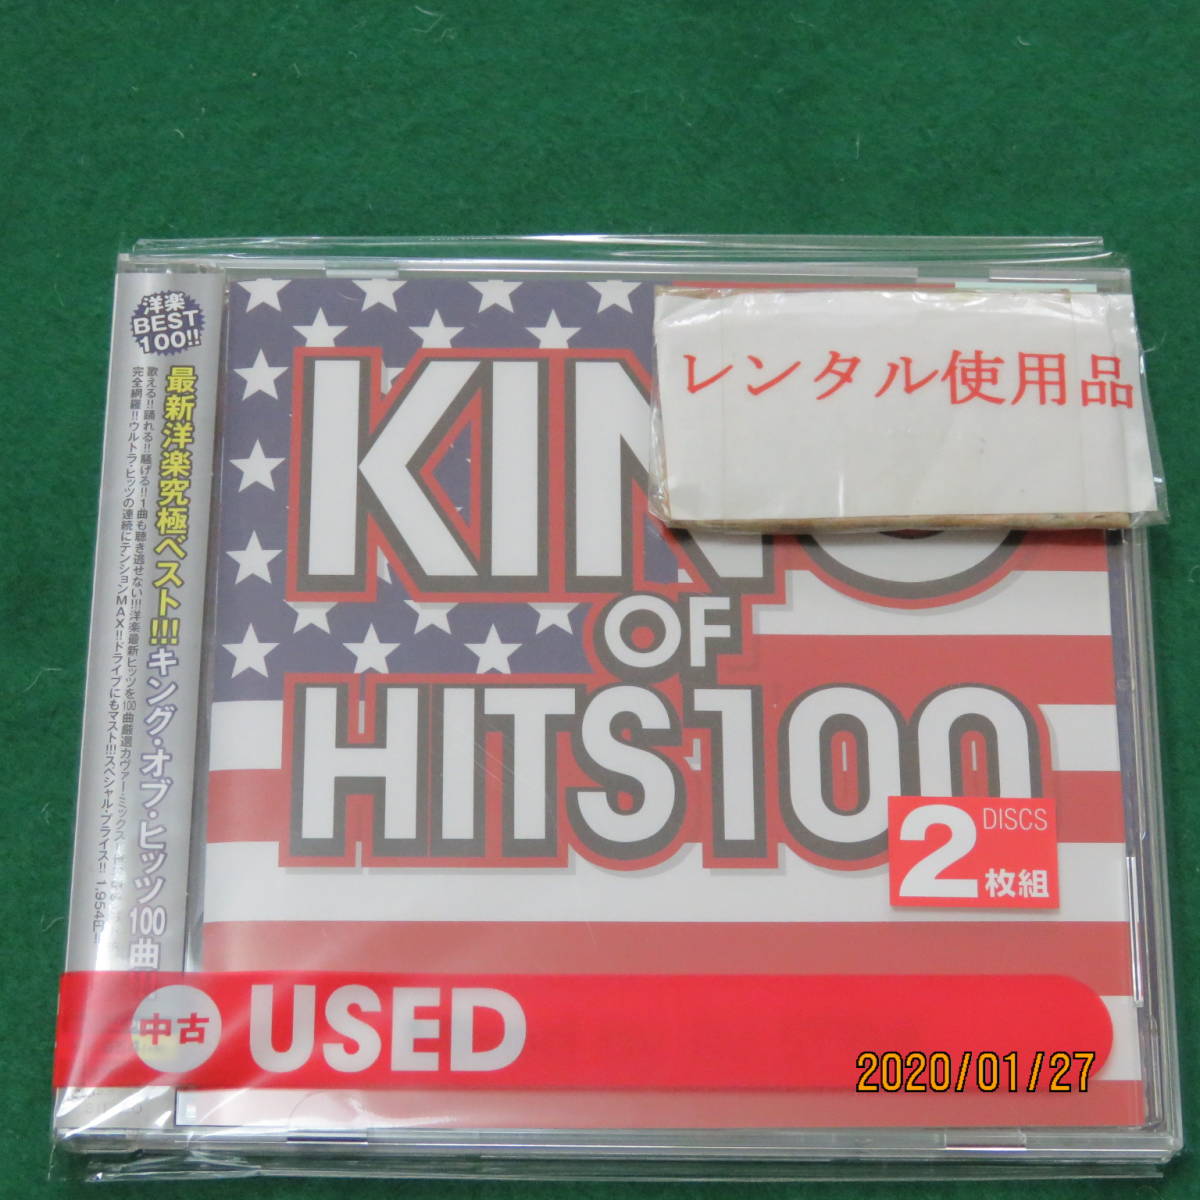 洋楽
BEST
100!!
最新洋楽究極ベスト!!!キング・オブ・ヒッツ100曲!!
歌える!!踊れる!!騒げる!!1曲も聴き逃せない!!!洋楽最新ヒッツを100曲厳選カヴァー・ミックス
完全網羅!!ウルトラ・ヒッツの連続にテンションMAX!!ドライブにもマスト!!!スペシャル・プライス!! 1,954円!!
KING
OF
HITS100
レンタル使用品
2 DISCS
枚組
中古 USED
2020/01/27